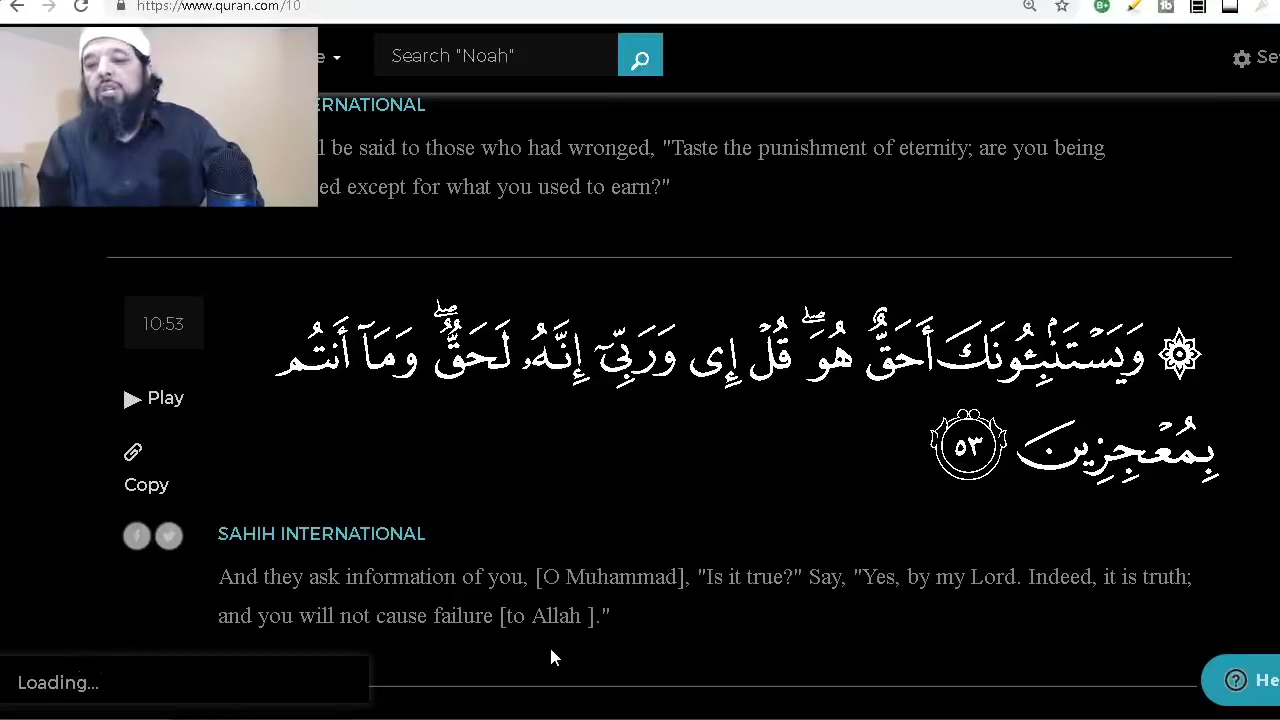 https://www.quran.com/10
Search "Noah"
ERNATIONAL
l be said to those who had wronged, "Taste the punishment of eternity; are you being
ed except for what you used to earn?"
10:53
۞ وَيَسْتَنۢبِـُٔونَكَ أَحَقٌّ هُوَ ۖ قُلْ إِى وَرَبِّىٓ إِنَّهُۥ لَحَقٌّ ۖ وَمَآ أَنتُم
بِمُعْجِزِينَ ٥٣
Play
Copy
SAHIH INTERNATIONAL
And they ask information of you, [O Muhammad], "Is it true?" Say, "Yes, by my Lord. Indeed, it is truth;
and you will not cause failure [to Allah ]."
Loading...